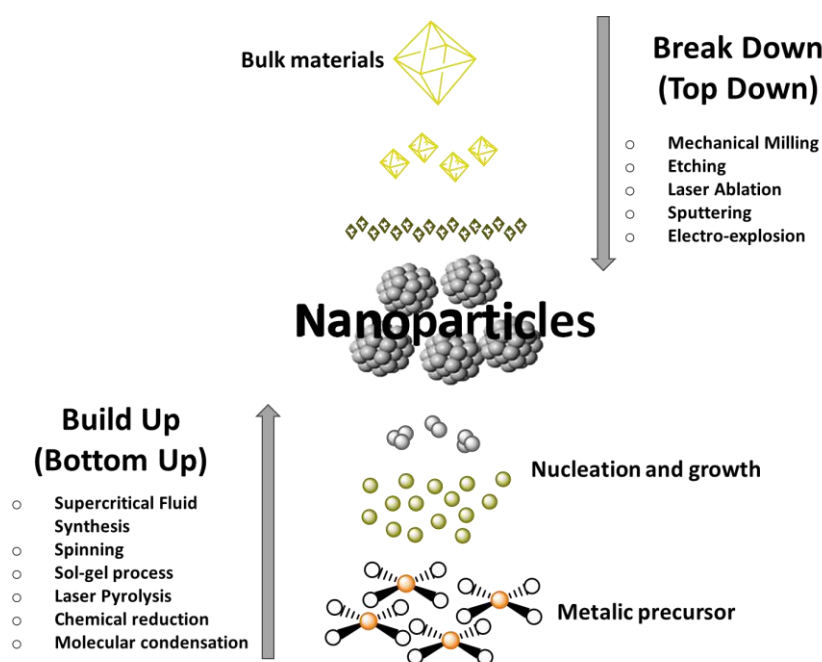 Bulk materials
Break Down
(Top Down)
○ Mechanical Milling
○ Etching
○ Laser Ablation
○ Sputtering
○ Electro-explosion
Nanoparticles
Build Up
(Bottom Up)
○ Supercritical Fluid
Synthesis
○ Spinning
○ Sol-gel process
○ Laser Pyrolysis
○ Chemical reduction
○ Molecular condensation
Nucleation and growth
Metalic precursor